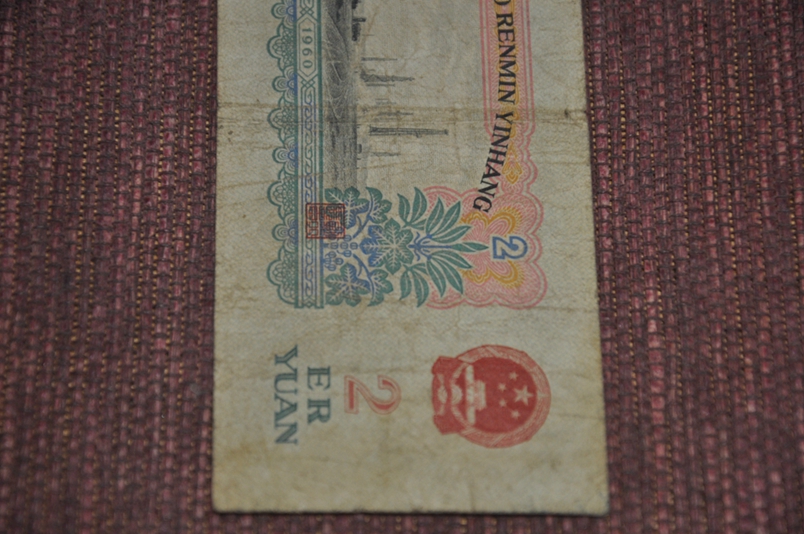 RENMIN YINHANG
2
1960
2
ER
YUAN